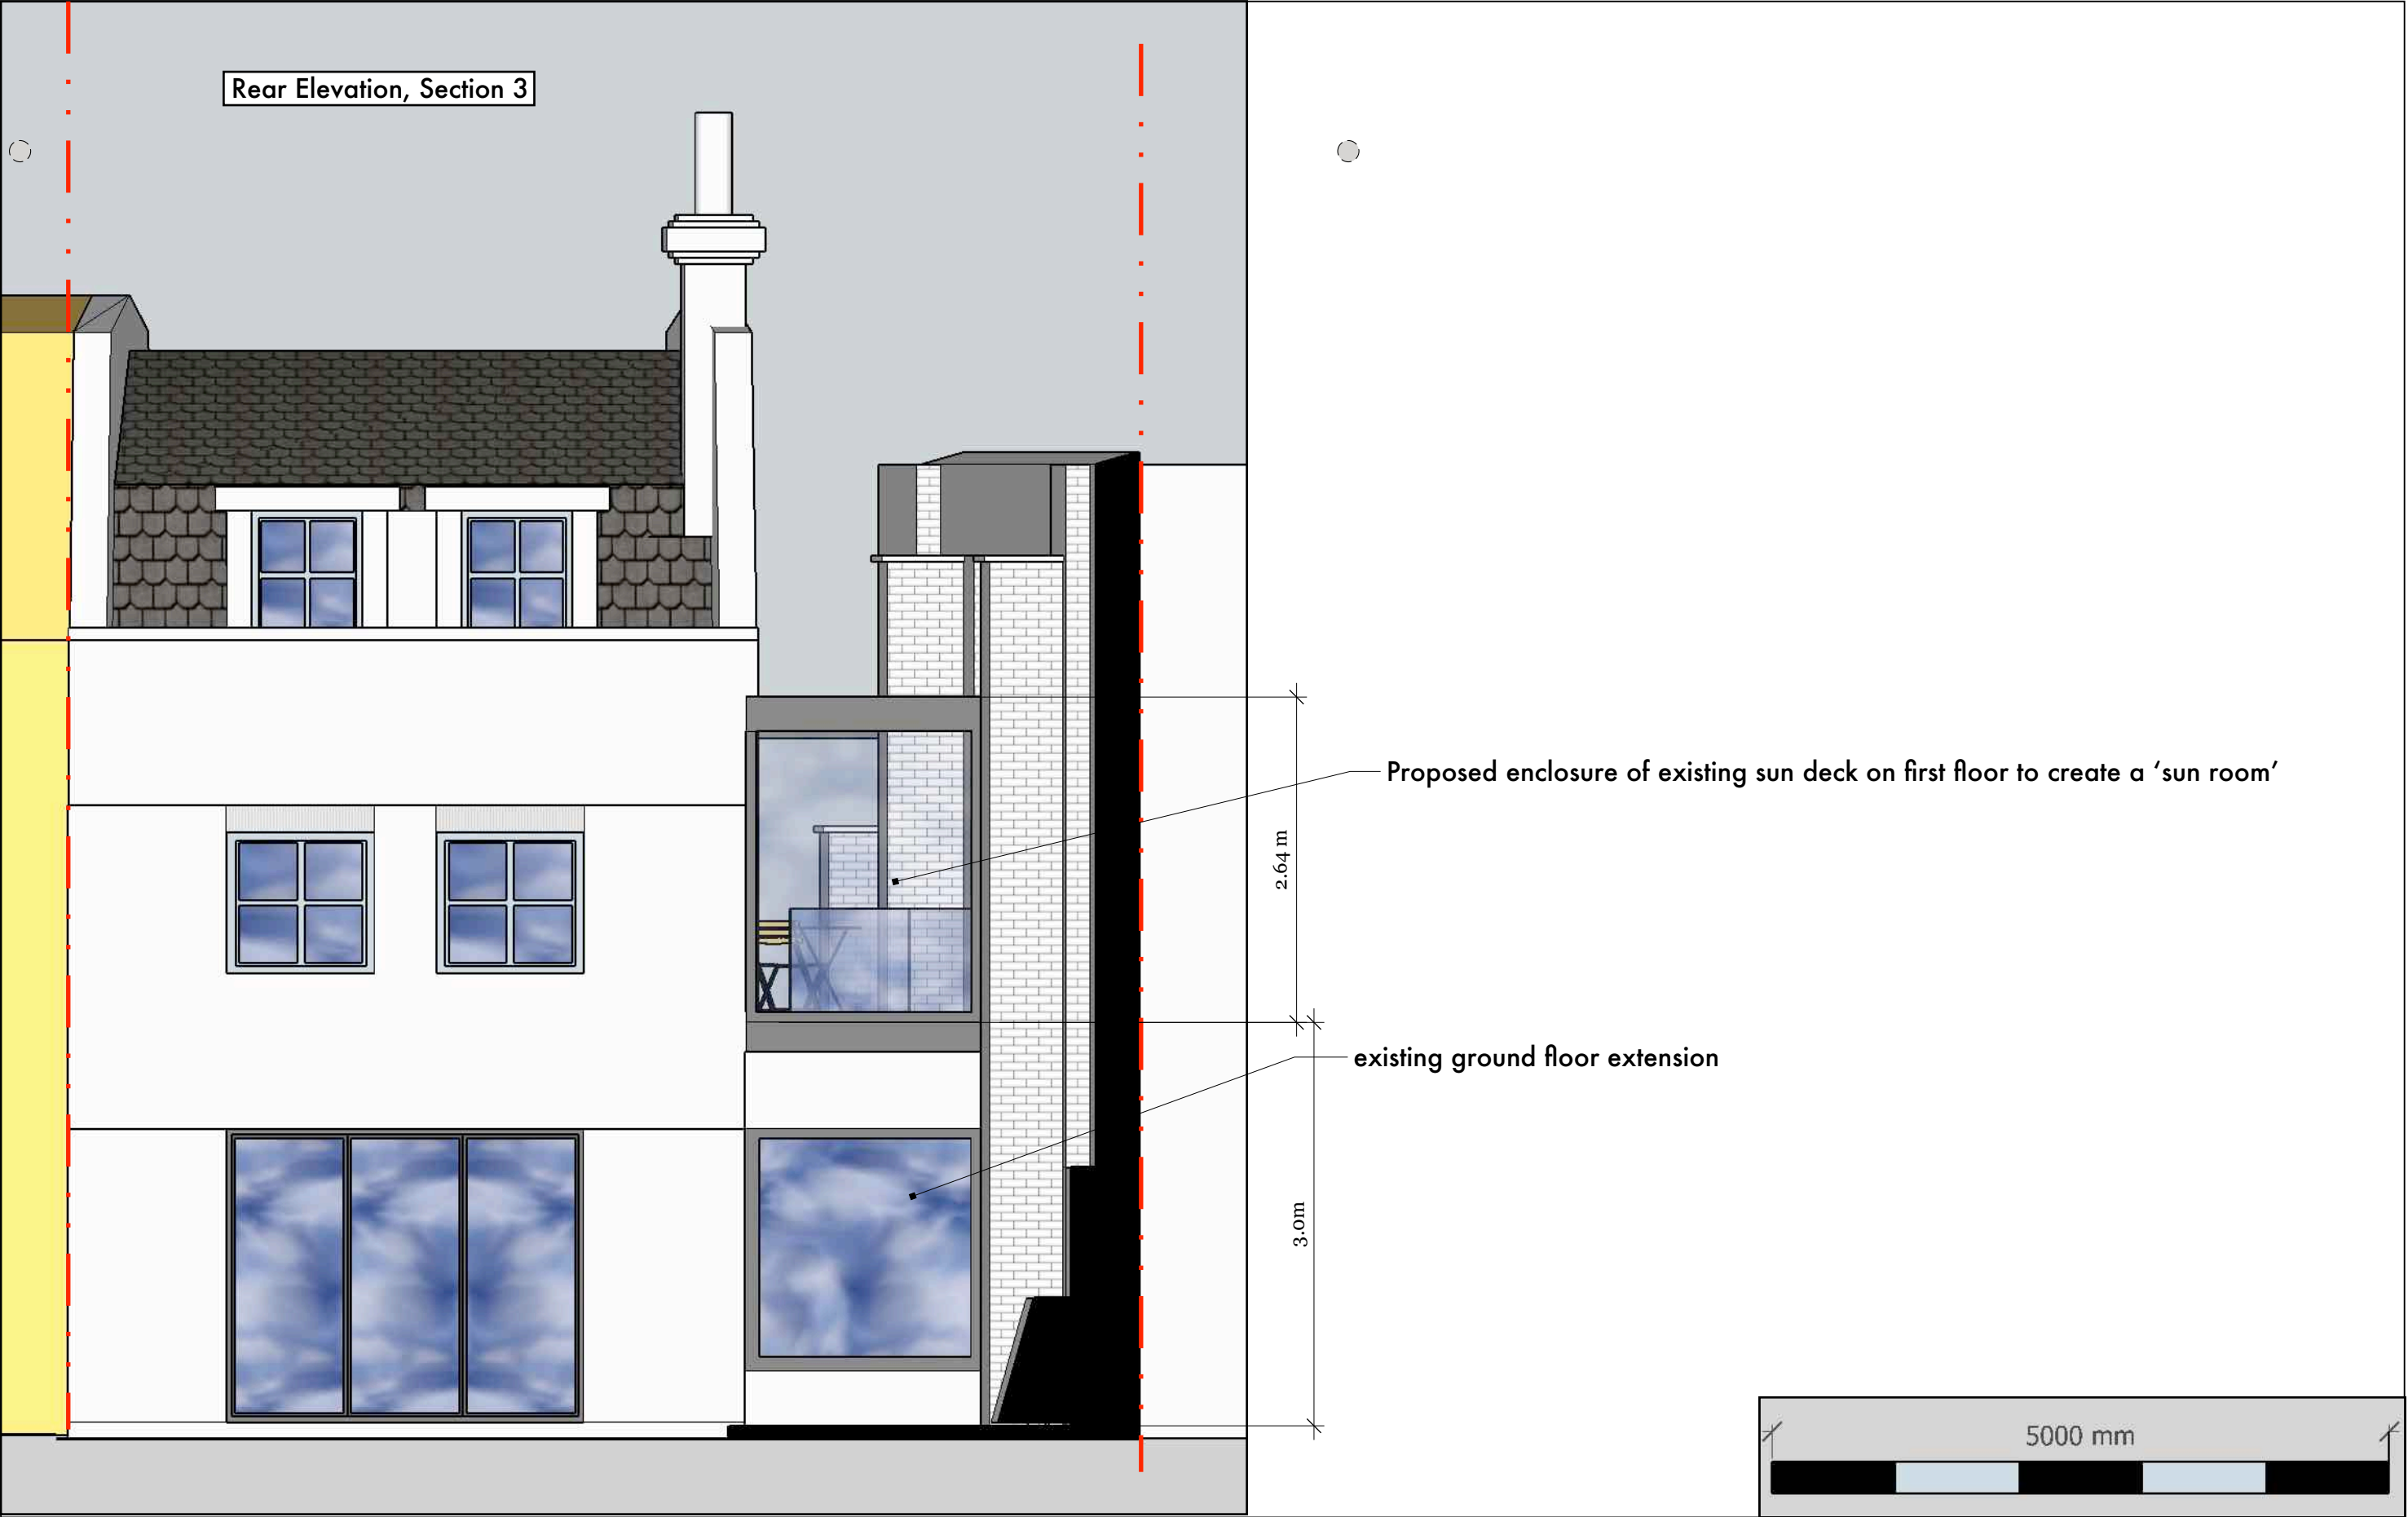 Rear Elevation, Section 3
Proposed enclosure of existing sun deck on first floor to create a ‘sun room’
2.64 m
existing ground floor extension
3.0m
5000 mm